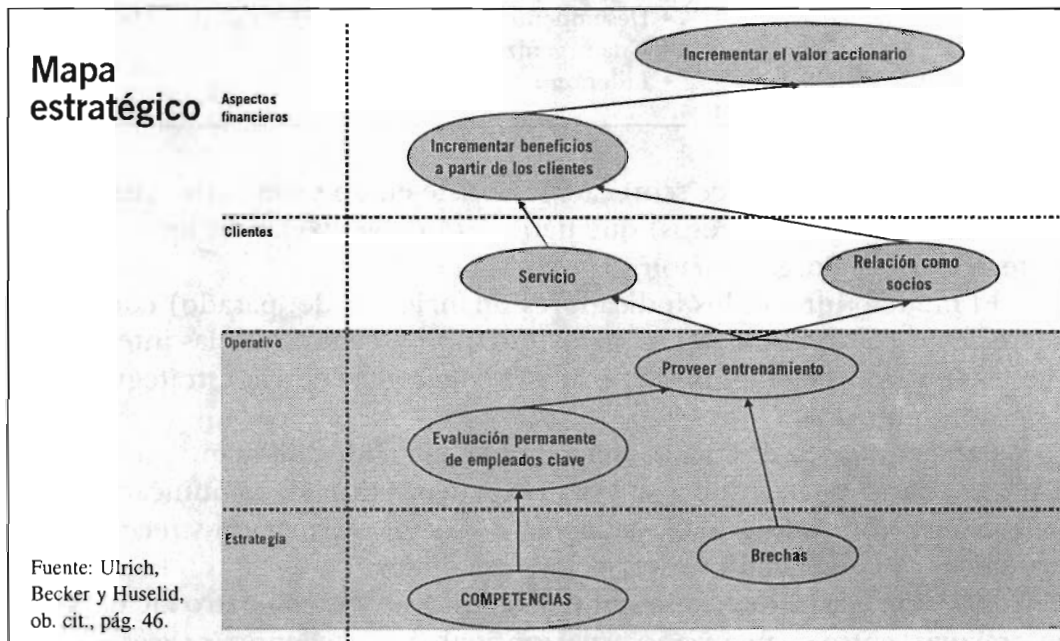 Mapa
estratégico
Aspectos
financieros
Incrementar el valor accionario
Incrementar beneficios
a partir de los clientes
Clientes
Servicio
Relación como
socios
Operativo
Proveer entrenamiento
Evaluación permanente
de empleados clave
Estrategia
Brechas
COMPETENCIAS
Fuente: Ulrich,
Becker y Huselid,
ob. cit., pág. 46.